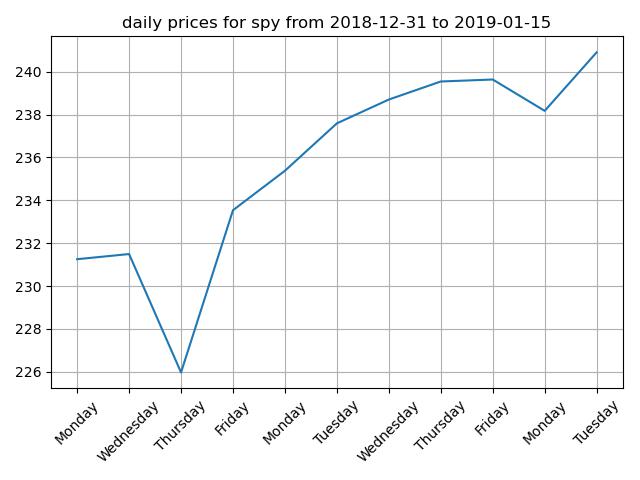 daily prices for spy from 2018-12-31 to 2019-01-15
240
238
236
234
232
230
228
226
Monday
Wednesday
Thursday
Friday
Monday
Tuesday
Wednesday
Thursday
Friday
Monday
Tuesday